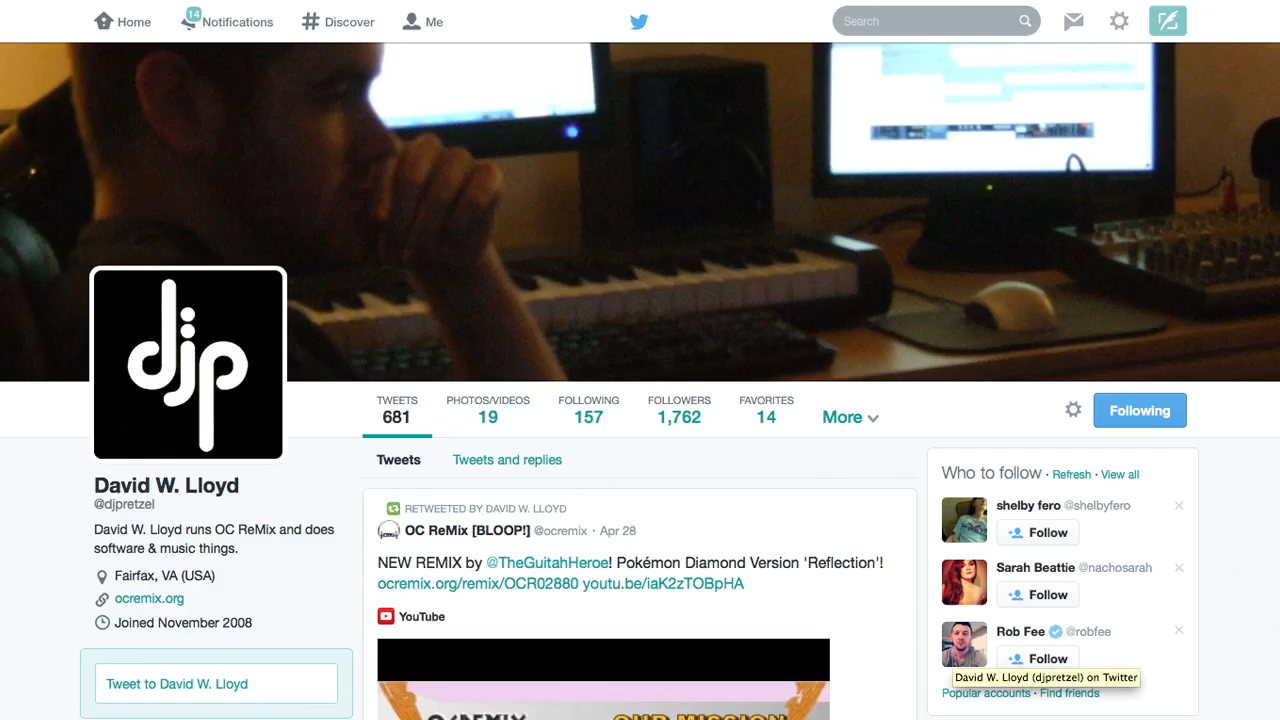 Home
14
Notifications
Discover
Me
Search
djp
TWEETS
681
PHOTOS/VIDEOS
19
FOLLOWING
157
FOLLOWERS
1,762
FAVORITES
14
More
Following
David W. Lloyd
@djpretzel
David W. Lloyd runs OC ReMix and does
software & music things.
Fairfax, VA (USA)
ocremix.org
Joined November 2008
Tweet to David W. Lloyd
Tweets
Tweets and replies
RETWEETED BY DAVID W. LLOYD
OC ReMix [BLOOP!] @ocremix · Apr 28
NEW REMIX by @TheGuitahHeroe! Pokémon Diamond Version 'Reflection'!
ocremix.org/remix/OCR02880 youtu.be/iaK2zTOBpHA
YouTube
OCREMIX
OUR MISSION
Who to follow · Refresh · View all
shelby fero @shelbyfero
Follow
Sarah Beattie @nachosarah
Follow
Rob Fee @robfee
Follow
David W. Lloyd (djpretzel) on Twitter
Popular accounts · Find friends